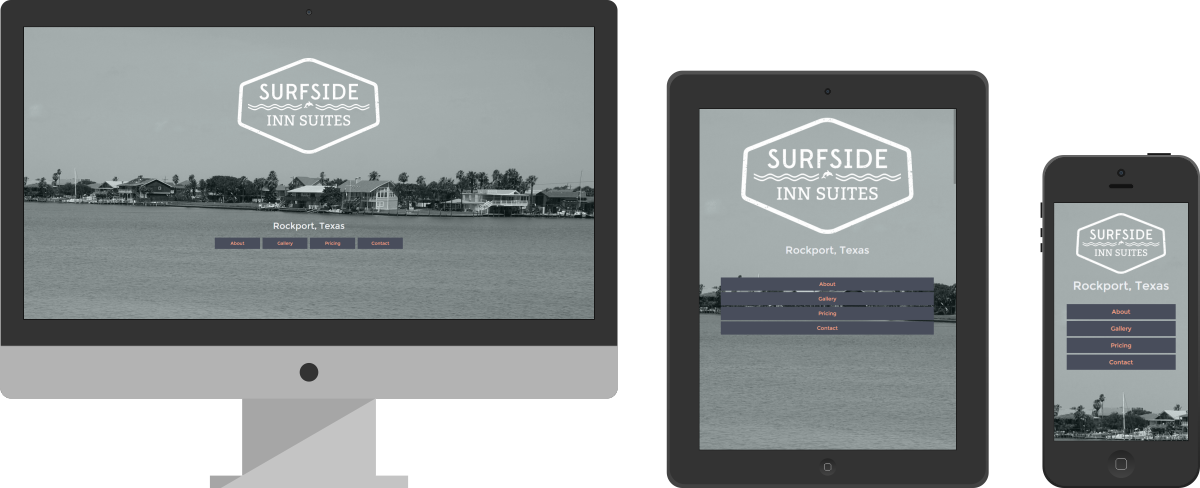 SURFSIDE
INN SUITES
Rockport, Texas
About
Gallery
Pricing
Contact
SURFSIDE
INN SUITES
Rockport, Texas
About
Gallery
Pricing
Contact
SURFSIDE
INN SUITES
Rockport, Texas
About
Gallery
Pricing
Contact